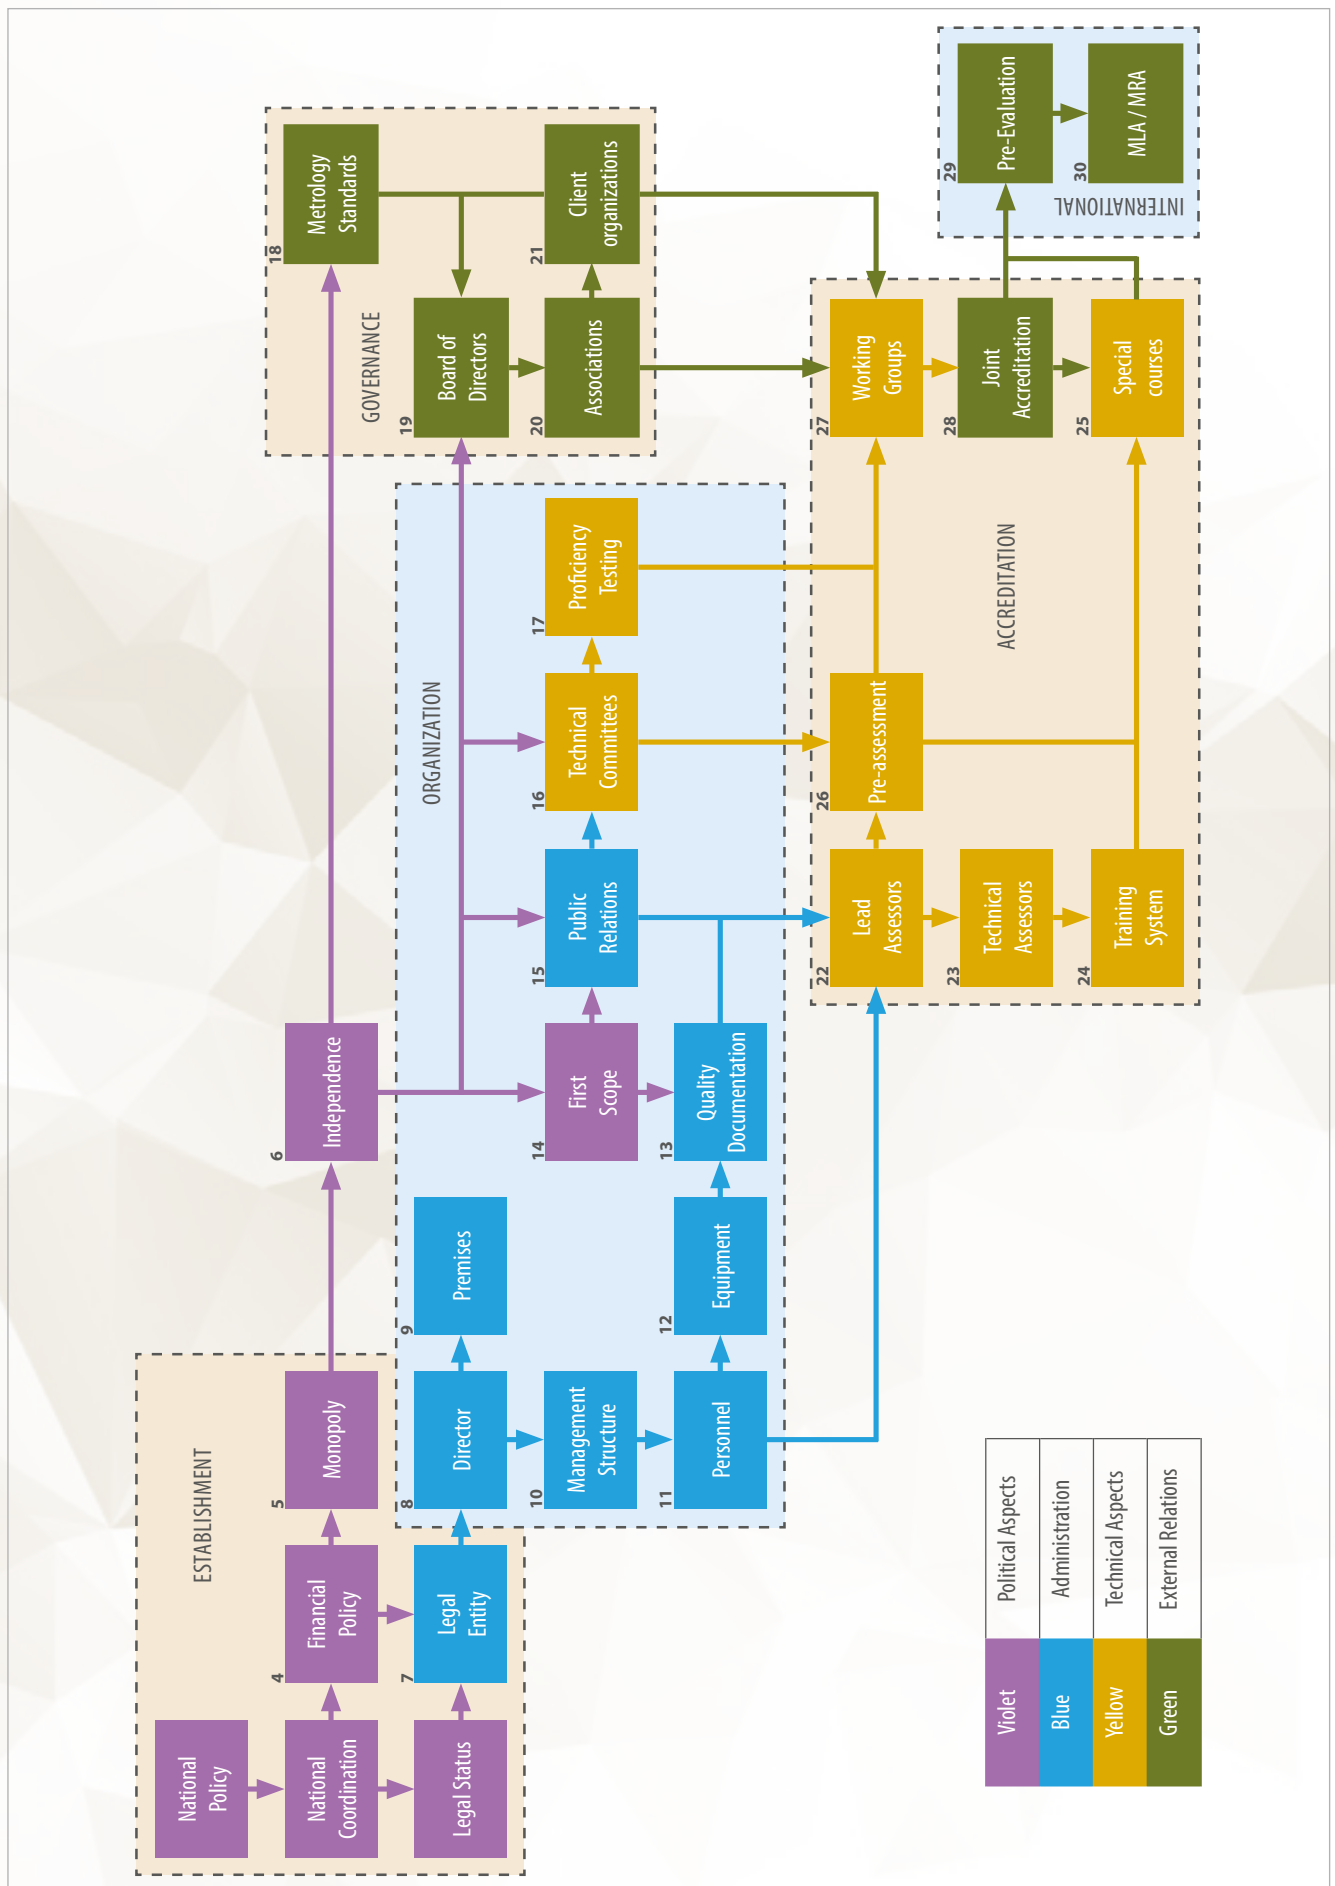 ESTABLISHMENT
National
Policy
National
Coordination
Legal Status
4
Financial
Policy
5
Monopoly
6
Independence
7
Legal
Entity
ORGANIZATION
8
Director
9
Premises
10
Management
Structure
11
Personnel
12
Equipment
13
Quality
Documentation
14
First
Scope
15
Public
Relations
16
Technical
Committees
17
Proficiency
Testing
GOVERNANCE
18
Metrology
Standards
19
Board of
Directors
20
Associations
21
Client
organizations
ACCREDITATION
22
Lead
Assessors
23
Technical
Assessors
24
Training
System
25
Special
courses
26
Pre-assessment
27
Working
Groups
28
Joint
Accreditation
INTERNATIONAL
29
Pre-Evaluation
30
MLA / MRA
Violet
Political Aspects
Blue
Administration
Yellow
Technical Aspects
Green
External Relations